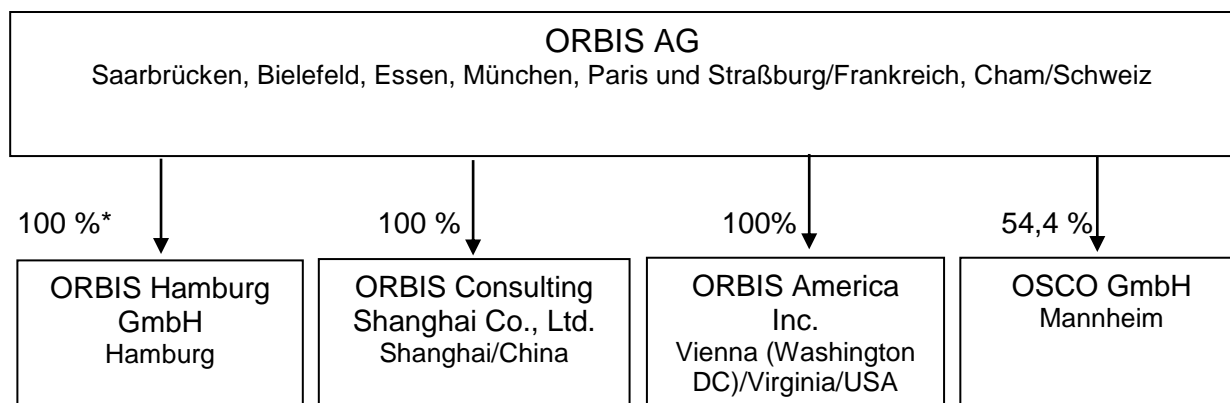 ORBIS AG
Saarbrücken, Bielefeld, Essen, München, Paris und Straßburg/Frankreich, Cham/Schweiz
100 %*
100 %
100%
54,4 %
ORBIS Hamburg
GmbH
Hamburg
ORBIS Consulting
Shanghai Co., Ltd.
Shanghai/China
ORBIS America
Inc.
Vienna (Washington
DC)/Virginia/USA
OSCO GmbH
Mannheim